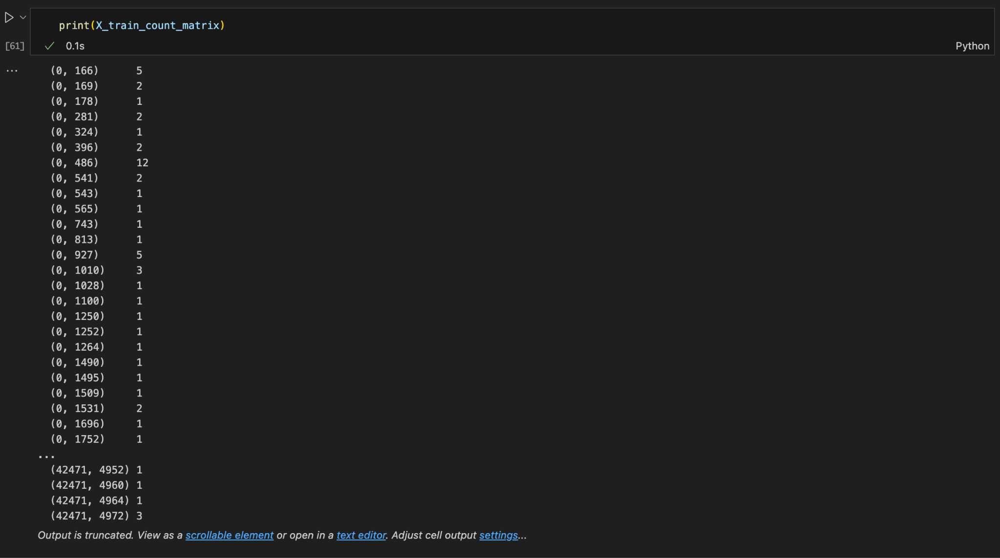 print(X_train_count_matrix)
[61] 0.1s Python
... (0, 166) 5
(0, 169) 2
(0, 178) 1
(0, 281) 2
(0, 324) 1
(0, 396) 2
(0, 486) 12
(0, 541) 2
(0, 543) 1
(0, 565) 1
(0, 743) 1
(0, 813) 1
(0, 927) 5
(0, 1010) 3
(0, 1028) 1
(0, 1100) 1
(0, 1250) 1
(0, 1252) 1
(0, 1264) 1
(0, 1490) 1
(0, 1495) 1
(0, 1509) 1
(0, 1531) 2
(0, 1696) 1
(0, 1752) 1
...
(42471, 4952) 1
(42471, 4960) 1
(42471, 4964) 1
(42471, 4972) 3
Output is truncated. View as a scrollable element or open in a text editor. Adjust cell output settings...